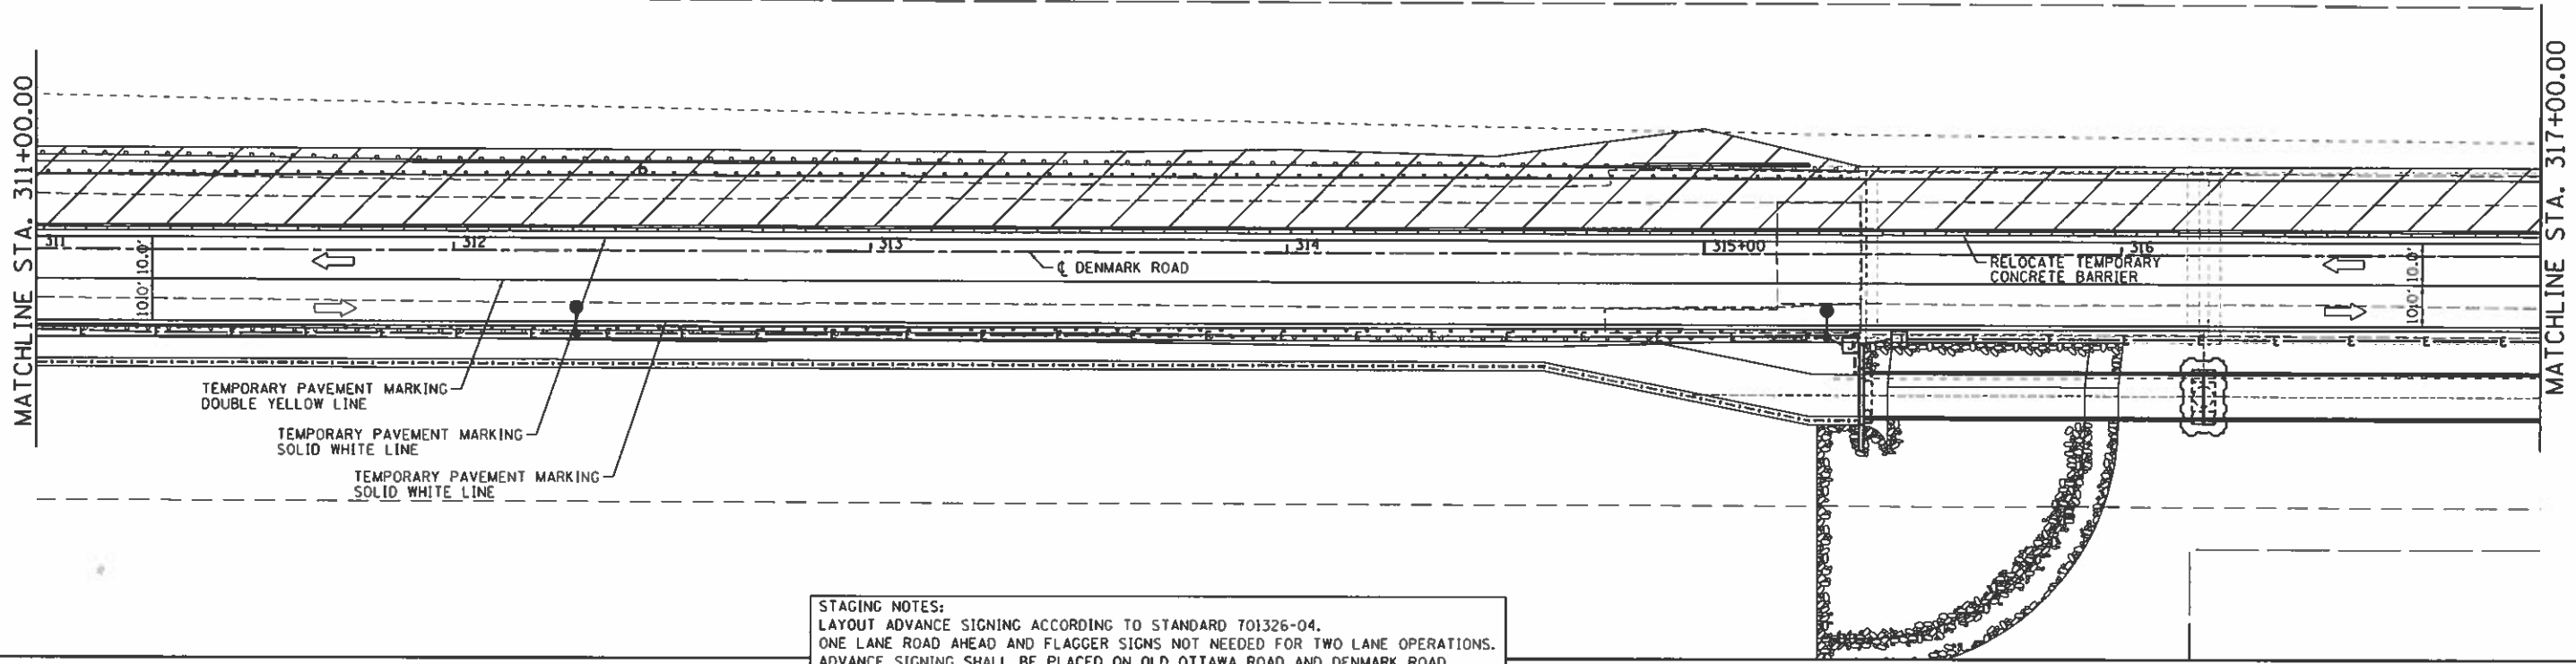 MATCHLINE STA. 311+00.00
MATCHLINE STA. 317+00.00
311
312
313
314
315+00
316
10.0'
10.0'
10.0'
10.0'
℄ DENMARK ROAD
RELOCATE TEMPORARY
CONCRETE BARRIER
TEMPORARY PAVEMENT MARKING
DOUBLE YELLOW LINE
TEMPORARY PAVEMENT MARKING
SOLID WHITE LINE
TEMPORARY PAVEMENT MARKING
SOLID WHITE LINE
STAGING NOTES:
LAYOUT ADVANCE SIGNING ACCORDING TO STANDARD 701326-04.
ONE LANE ROAD AHEAD AND FLAGGER SIGNS NOT NEEDED FOR TWO LANE OPERATIONS.
ADVANCE SIGNING SHALL BE PLACED ON OLD OTTAWA ROAD AND DENMARK ROAD